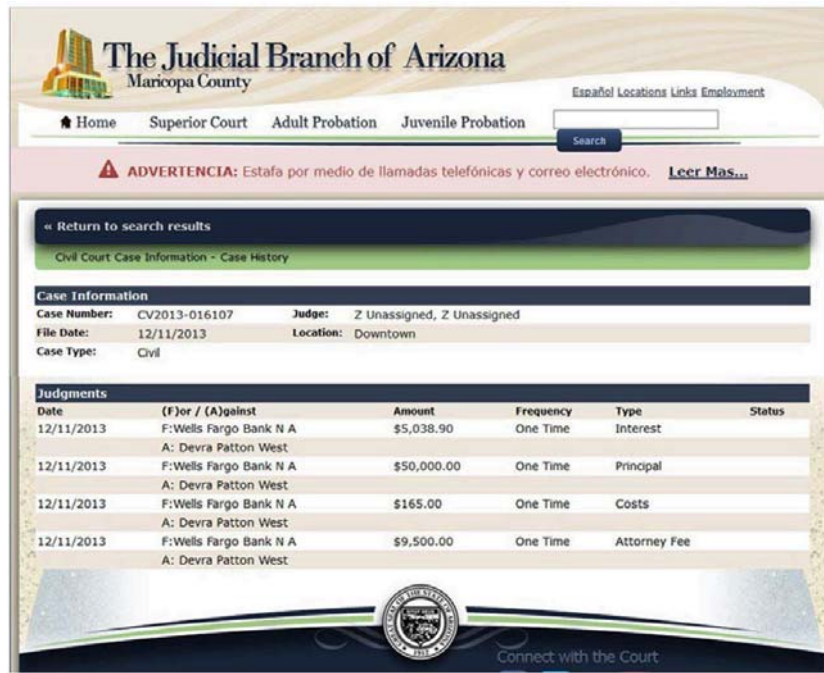 The Judicial Branch of Arizona
Maricopa County
Español Locations Links Employment
Home Superior Court Adult Probation Juvenile Probation
Search
ADVERTENCIA: Estafa por medio de llamadas telefónicas y correo electrónico. Leer Mas...
« Return to search results
Civil Court Case Information - Case History
Case Information
Case Number: CV2013-016107 Judge: Z Unassigned, Z Unassigned
File Date: 12/11/2013 Location: Downtown
Case Type: Civil
Judgments
Date (F)or / (A)gainst Amount Frequency Type Status
12/11/2013 F:Wells Fargo Bank N A $5,038.90 One Time Interest
A: Devra Patton West
12/11/2013 F:Wells Fargo Bank N A $50,000.00 One Time Principal
A: Devra Patton West
12/11/2013 F:Wells Fargo Bank N A $165.00 One Time Costs
A: Devra Patton West
12/11/2013 F:Wells Fargo Bank N A $9,500.00 One Time Attorney Fee
A: Devra Patton West
1912
Connect with the Court